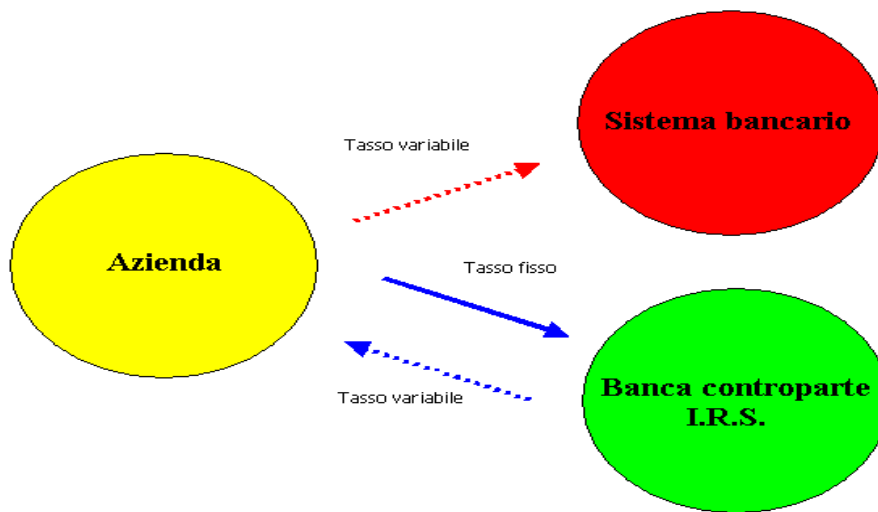 Sistema bancario
Tasso variabile
Azienda
Tasso fisso
Tasso variabile
Banca controparte
I.R.S.